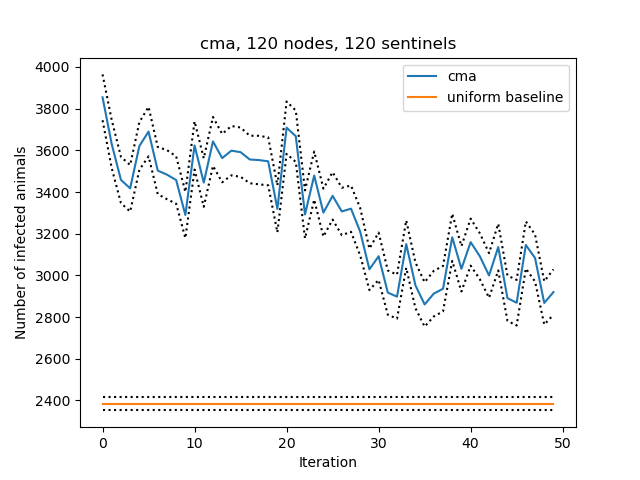 cma, 120 nodes, 120 sentinels
cma
uniform baseline
Number of infected animals
4000
3800
3600
3400
3200
3000
2800
2600
2400
0 10 20 30 40 50
Iteration